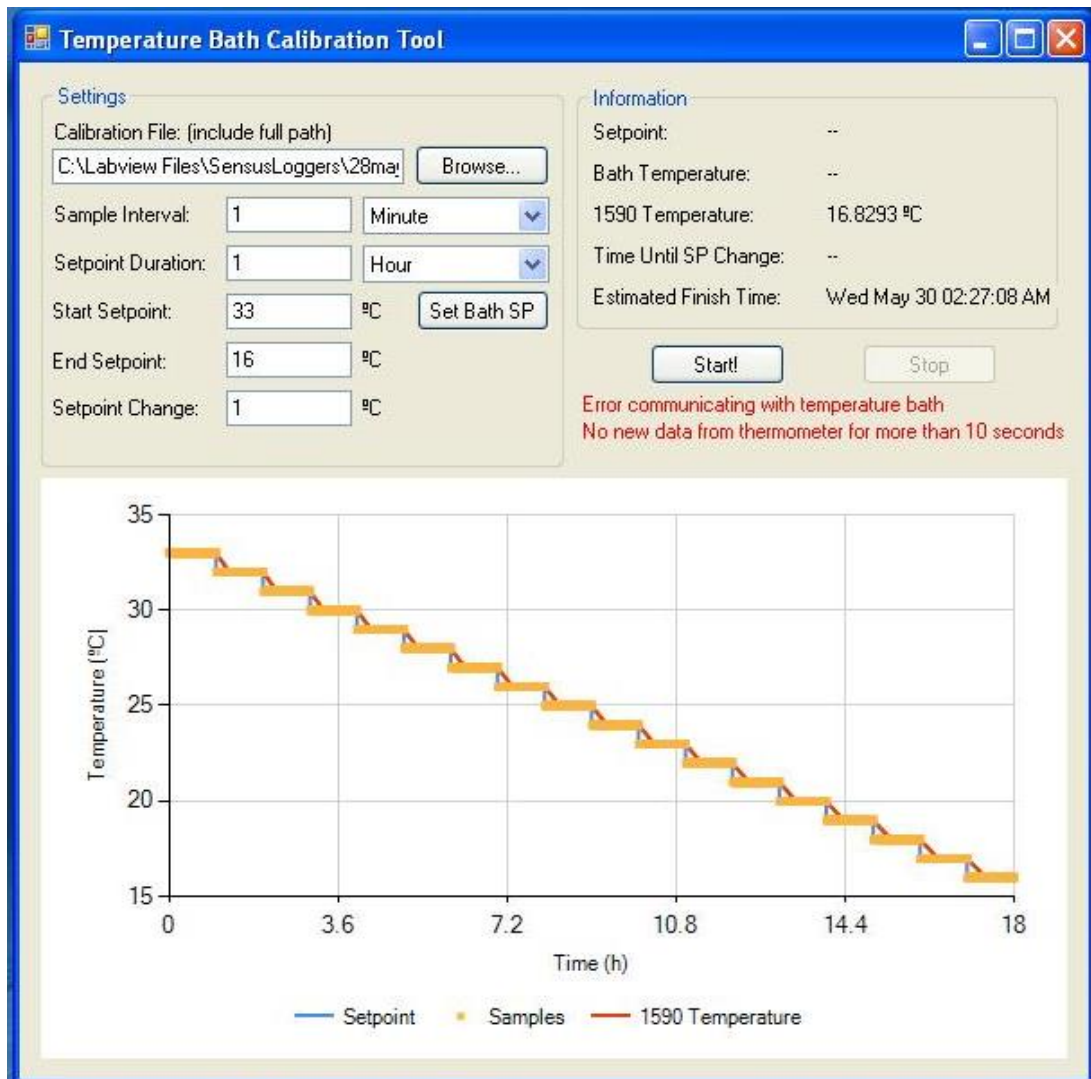 Temperature Bath Calibration Tool
Settings
Calibration File: (include full path)
C:\Labview Files\SensusLoggers\28may Browse...
Sample Interval: 1 Minute
Setpoint Duration: 1 Hour
Start Setpoint: 33 ºC Set Bath SP
End Setpoint: 16 ºC
Setpoint Change: 1 ºC
Information
Setpoint: --
Bath Temperature: --
1590 Temperature: 16.8293 ºC
Time Until SP Change: --
Estimated Finish Time: Wed May 30 02:27:08 AM
Start! Stop
Error communicating with temperature bath
No new data from thermometer for more than 10 seconds
Temperature (ºC)
35
30
25
20
15
0 3.6 7.2 10.8 14.4 18
Time (h)
Setpoint Samples 1590 Temperature